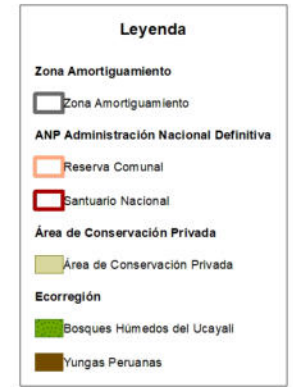 Leyenda
Zona Amortiguamiento
Zona Amortiguamiento
ANP Administración Nacional Definitiva
Reserva Comunal
Santuario Nacional
Área de Conservación Privada
Área de Conservación Privada
Ecorregión
Bosques Húmedos del Ucayali
Yungas Peruanas